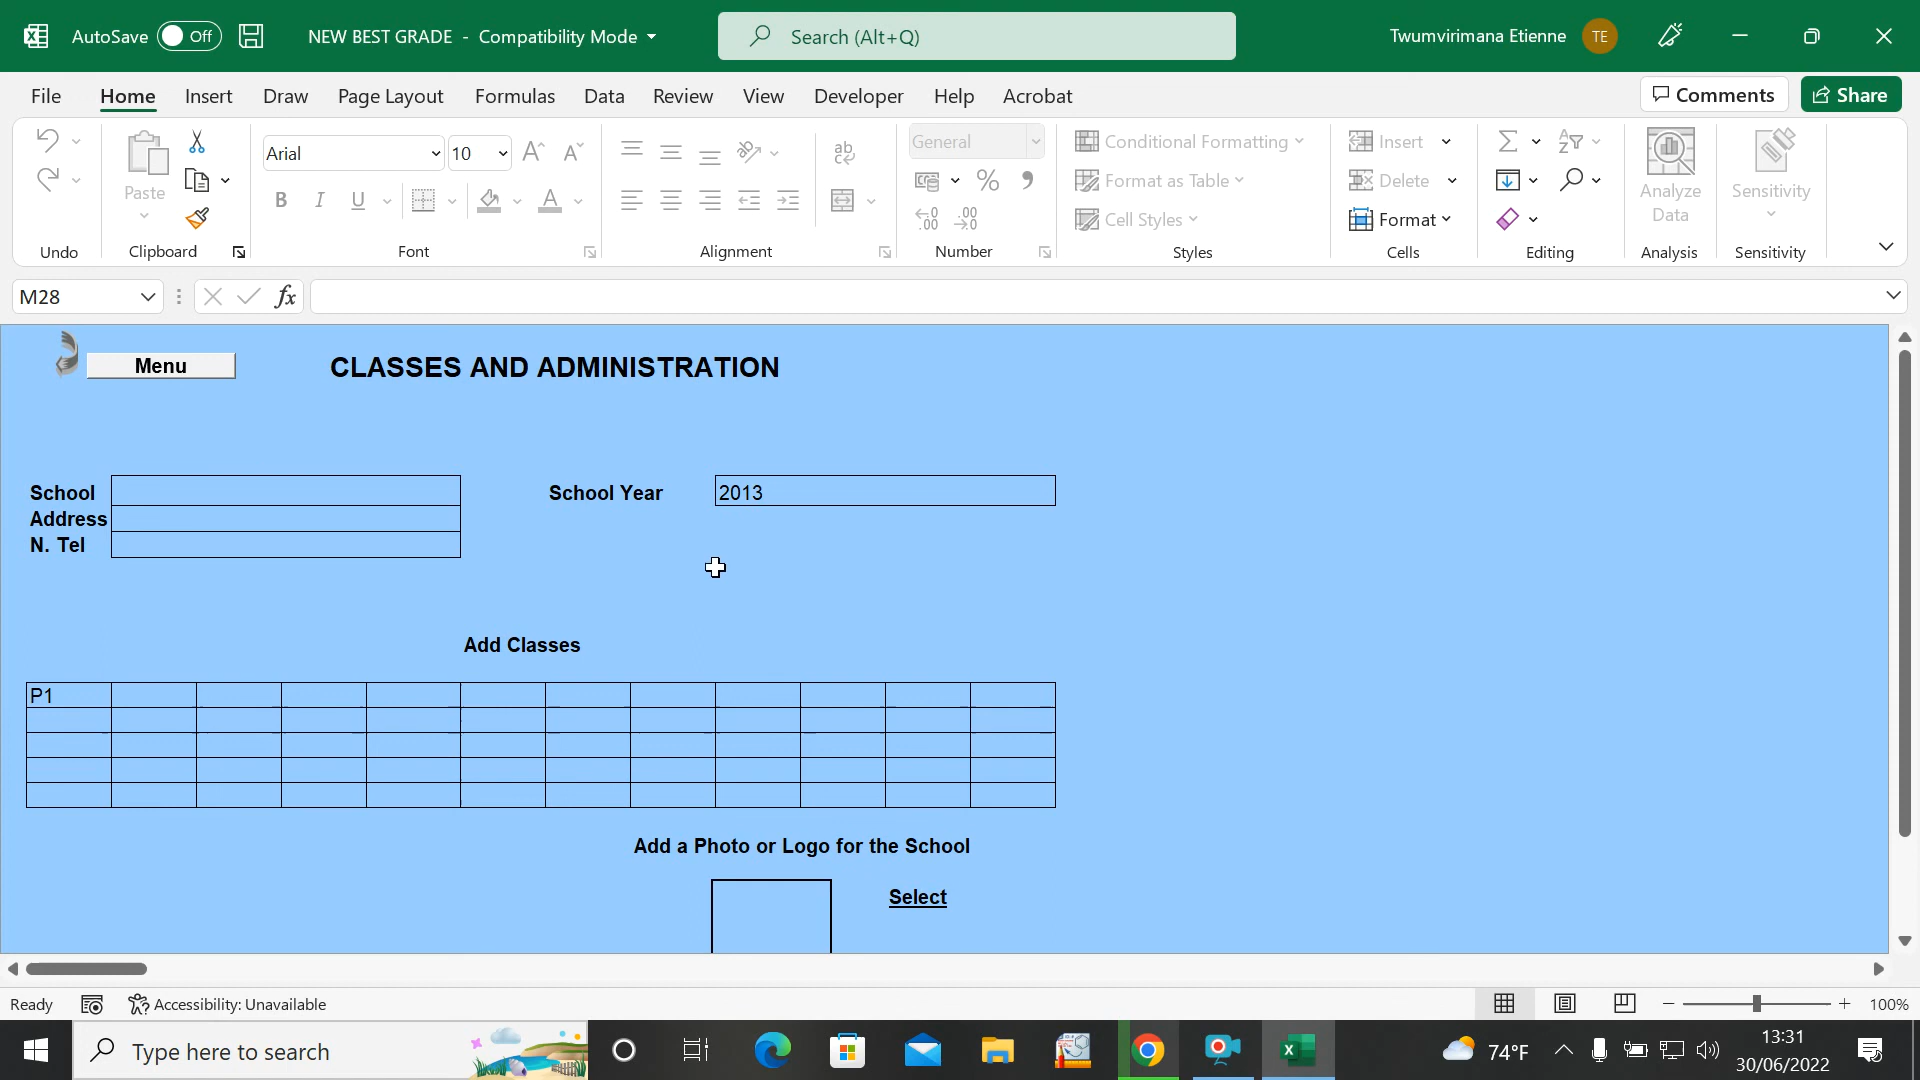 AutoSave Off NEW BEST GRADE - Compatibility Mode Search (Alt+Q) Twumvirimana Etienne TE
File Home Insert Draw Page Layout Formulas Data Review View Developer Help Acrobat Comments Share
Arial 10 General Conditional Formatting Insert
Paste B I U Format as Table Delete Analyze Data Sensitivity
Cell Styles Format
Undo Clipboard Font Alignment Number Styles Cells Editing Analysis Sensitivity
M28 fx
Menu CLASSES AND ADMINISTRATION
School School Year 2013
Address
N. Tel
Add Classes
P1
Add a Photo or Logo for the School
Select
Ready Accessibility: Unavailable 100%
Type here to search 74°F 13:31
30/06/2022